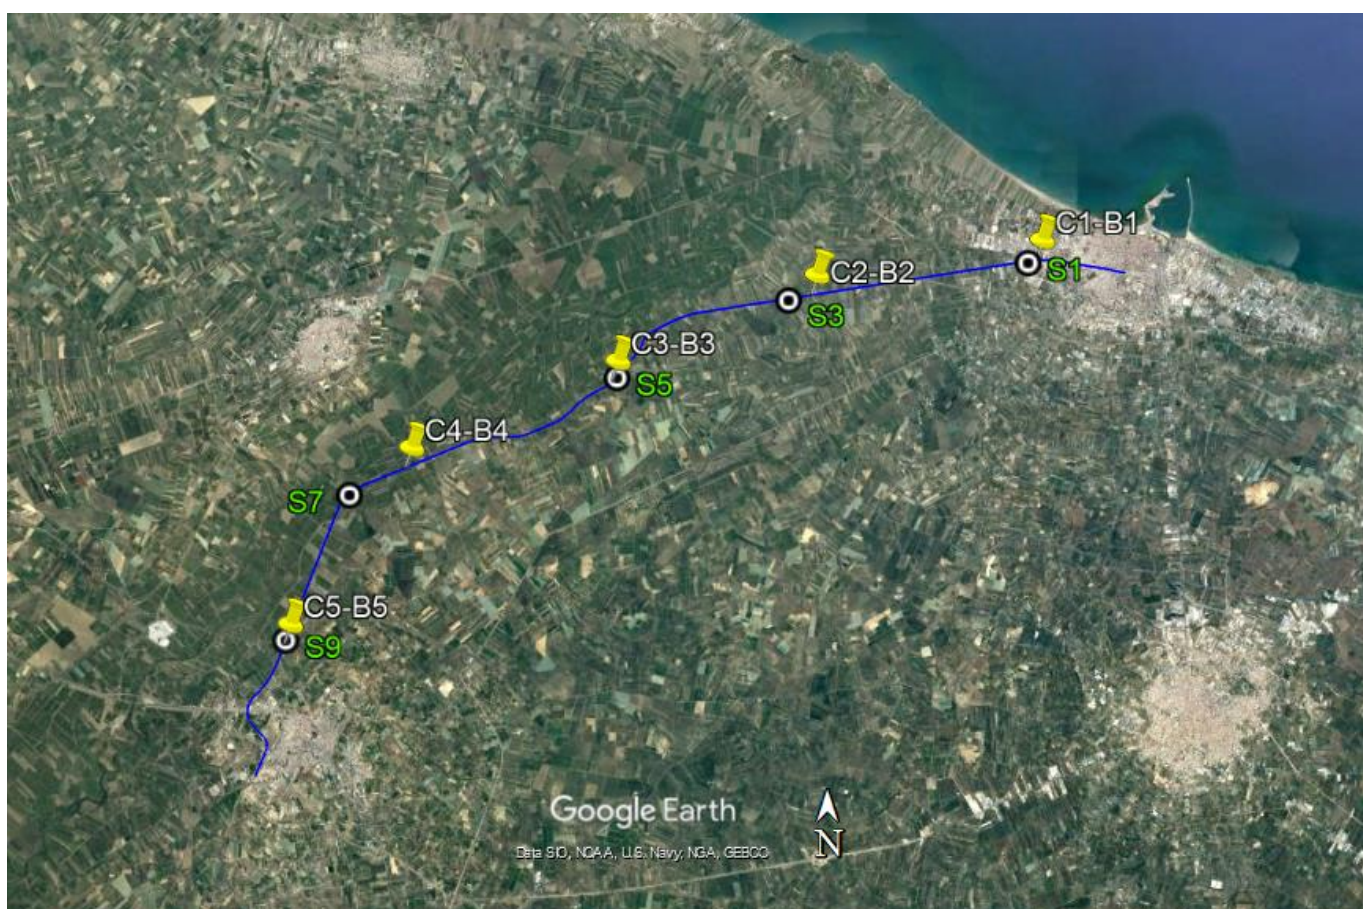 C1-B1
S1
C2-B2
S3
C3-B3
S5
C4-B4
S7
C5-B5
S9
Google Earth
N
Data SIO, NOAA, U.S. Navy, NGA, GEBCO